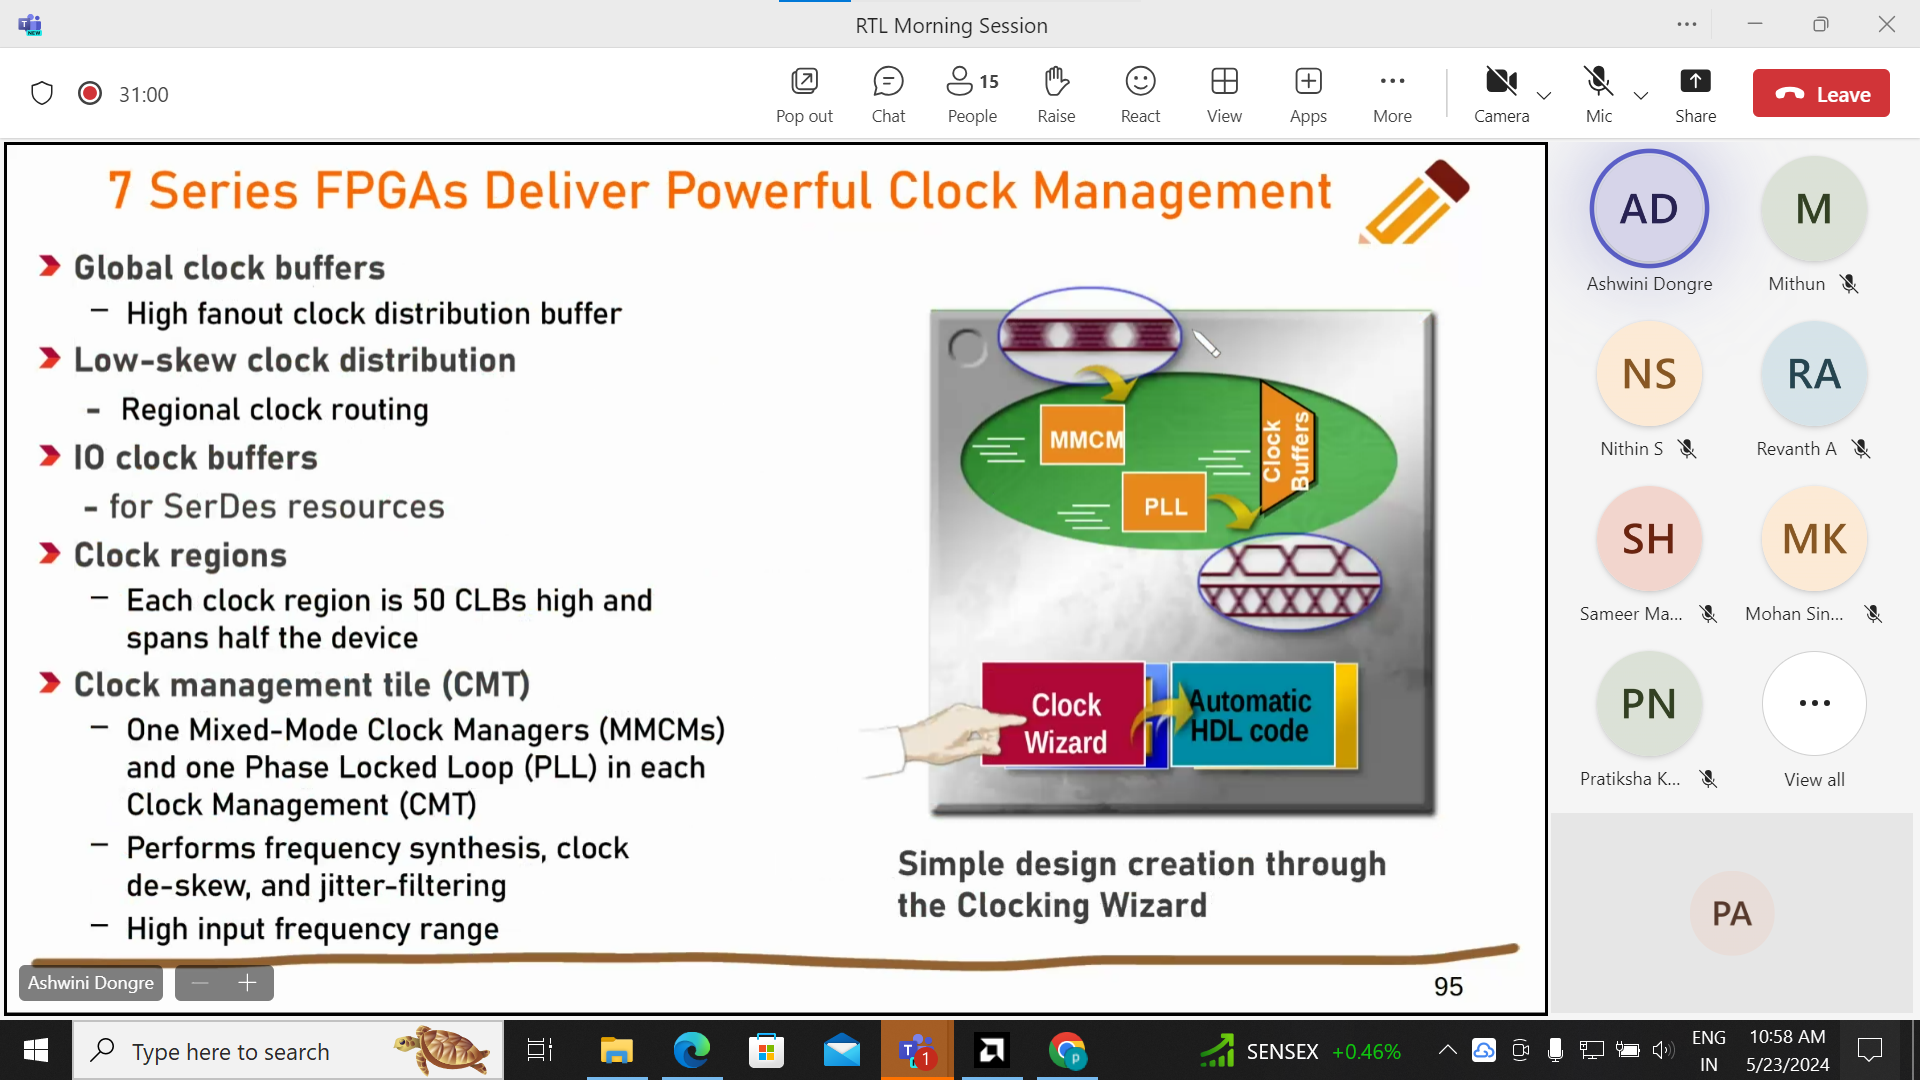 RTL Morning Session
31:00
Pop out
Chat
15
People
Raise
React
View
Apps
More
Camera
Mic
Share
Leave
7 Series FPGAs Deliver Powerful Clock Management
Global clock buffers
– High fanout clock distribution buffer
Low-skew clock distribution
- Regional clock routing
IO clock buffers
- for SerDes resources
Clock regions
– Each clock region is 50 CLBs high and
spans half the device
Clock management tile (CMT)
– One Mixed-Mode Clock Managers (MMCMs)
and one Phase Locked Loop (PLL) in each
Clock Management (CMT)
– Performs frequency synthesis, clock
de-skew, and jitter-filtering
– High input frequency range
MMCM
PLL
Clock
Buffers
Clock
Wizard
Automatic
HDL code
Simple design creation through
the Clocking Wizard
95
Ashwini Dongre
AD
Ashwini Dongre
M
Mithun
NS
Nithin S
RA
Revanth A
SH
Sameer Ma...
MK
Mohan Sin...
PN
Pratiksha K...
View all
PA
Type here to search
NEW
1
p
SENSEX +0.46%
ENG
IN
10:58 AM
5/23/2024